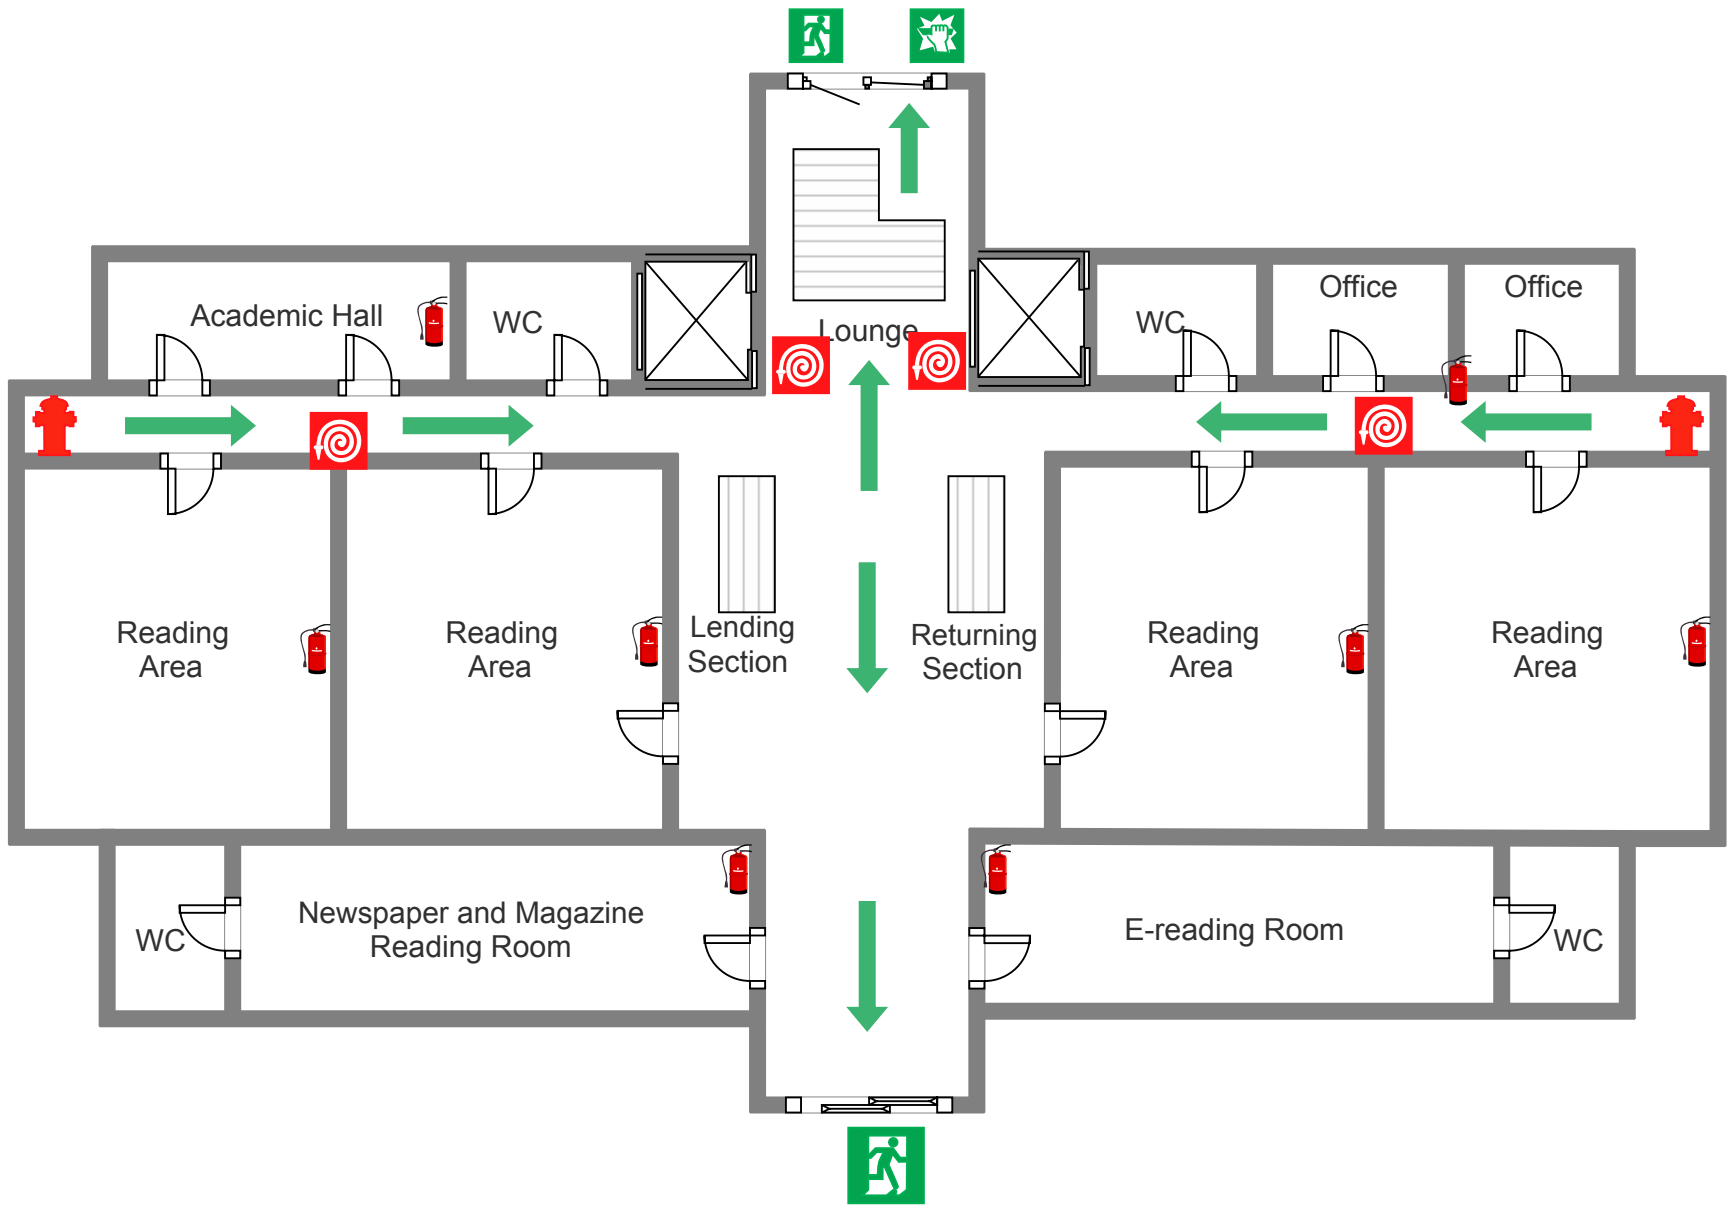 Office
Office
Academic Hall
WC
Lounge
WC
Reading
Area
Reading
Area
Lending
Section
Returning
Section
Reading
Area
Reading
Area
Newspaper and Magazine
Reading Room
WC
E-reading Room
WC